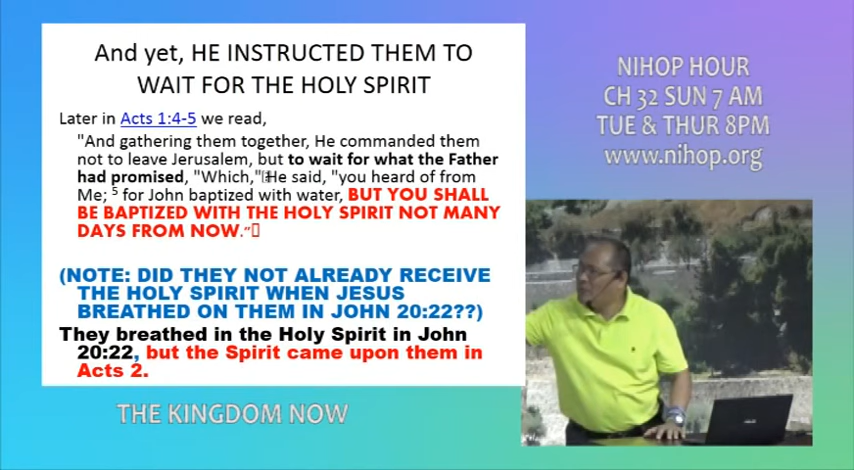 And yet, HE INSTRUCTED THEM TO
WAIT FOR THE HOLY SPIRIT
Later in Acts 1:4-5 we read,
"And gathering them together, He commanded them
not to leave Jerusalem, but to wait for what the Father
had promised, "Which," He said, "you heard of from
Me; 5 for John baptized with water, BUT YOU SHALL
BE BAPTIZED WITH THE HOLY SPIRIT NOT MANY
DAYS FROM NOW."
(NOTE: DID THEY NOT ALREADY RECEIVE
THE HOLY SPIRIT WHEN JESUS
BREATHED ON THEM IN JOHN 20:22??)
They breathed in the Holy Spirit in John
20:22, but the Spirit came upon them in
Acts 2.
THE KINGDOM NOW
NIHOP HOUR
CH 32 SUN 7 AM
TUE & THUR 8PM
www.nihop.org
ASUS